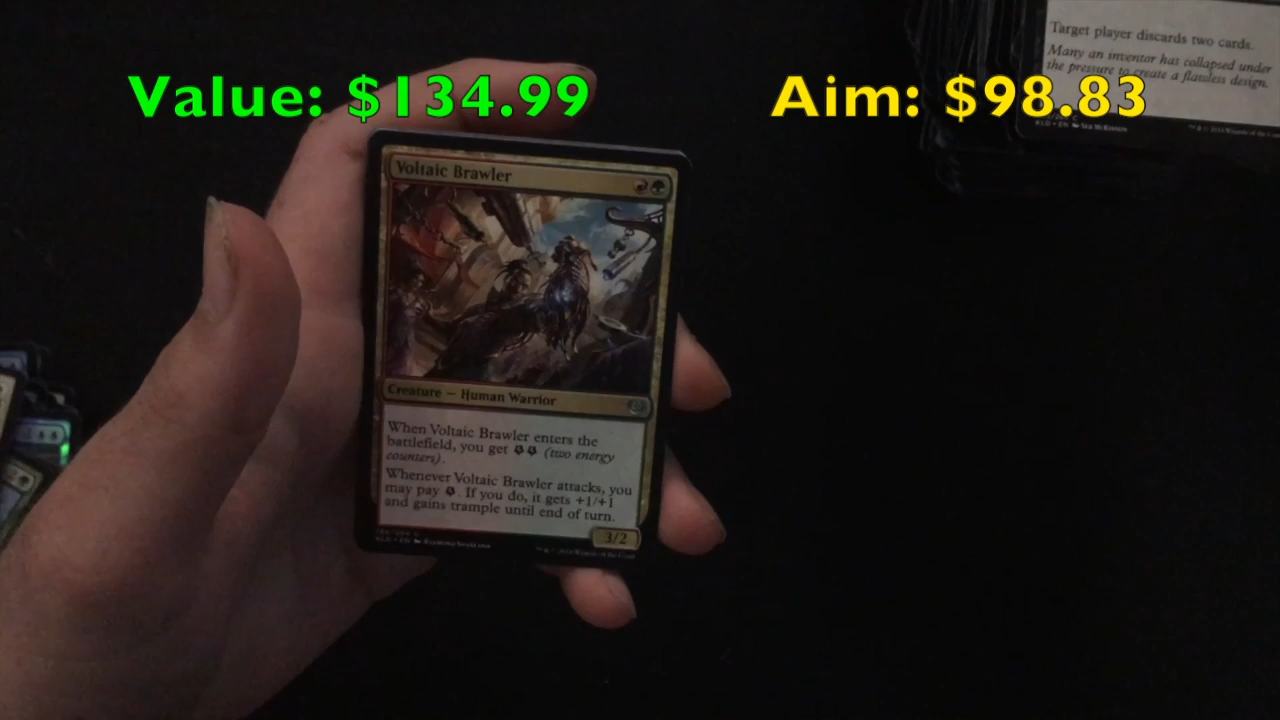 Target player discards two cards.
Many an inventor has collapsed under
the pressure to create a flawless design.
Value: $134.99
Aim: $98.83
Voltaic Brawler
Creature — Human Warrior
When Voltaic Brawler enters the
battlefield, you get (two energy
counters).
Whenever Voltaic Brawler attacks, you
may pay . If you do, it gets +1/+1
and gains trample until end of turn.
3/2
KLD • EN